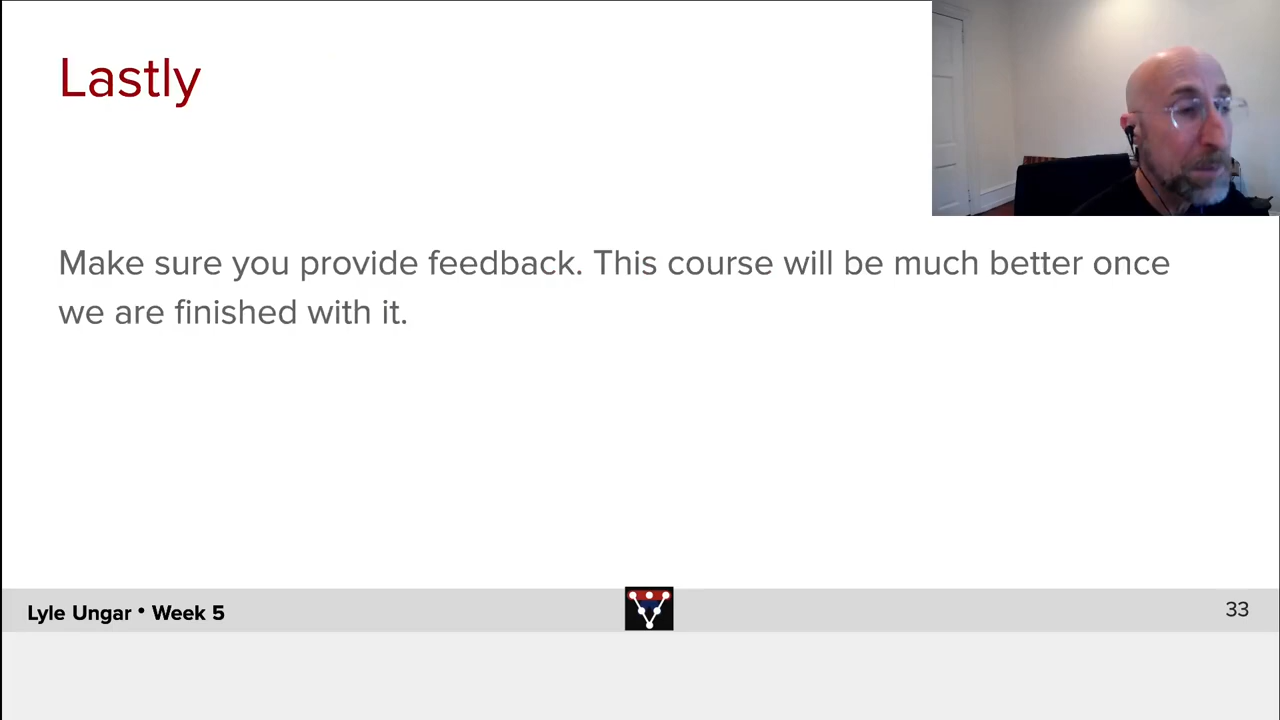 Lastly
Make sure you provide feedback. This course will be much better once
we are finished with it.
Lyle Ungar • Week 5
33